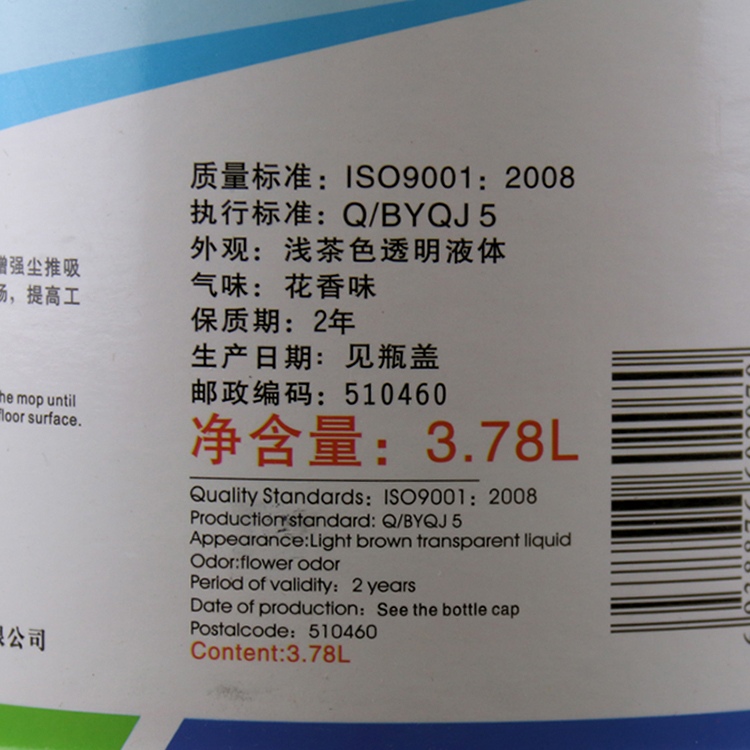 质量标准：ISO9001：2008
执行标准：Q/BYQJ 5
外观：浅茶色透明液体
气味：花香味
保质期：2年
生产日期：见瓶盖
邮政编码：510460
净含量：3.78L
Quality Standards：ISO9001：2008
Production standard: Q/BYQJ 5
Appearance:Light brown transparent liquid
Odor:flower odor
Period of validity：2 years
Date of production：See the bottle cap
Postalcode：510460
Content:3.78L
增强尘推吸
，提高工
he mop until
floor surface.
限公司